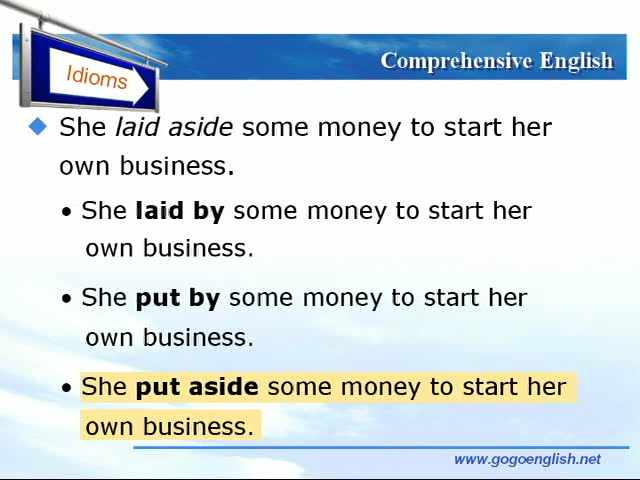 Idioms
Comprehensive English
She laid aside some money to start her
own business.
• She laid by some money to start her
own business.
• She put by some money to start her
own business.
• She put aside some money to start her
own business.
www.gogoenglish.net